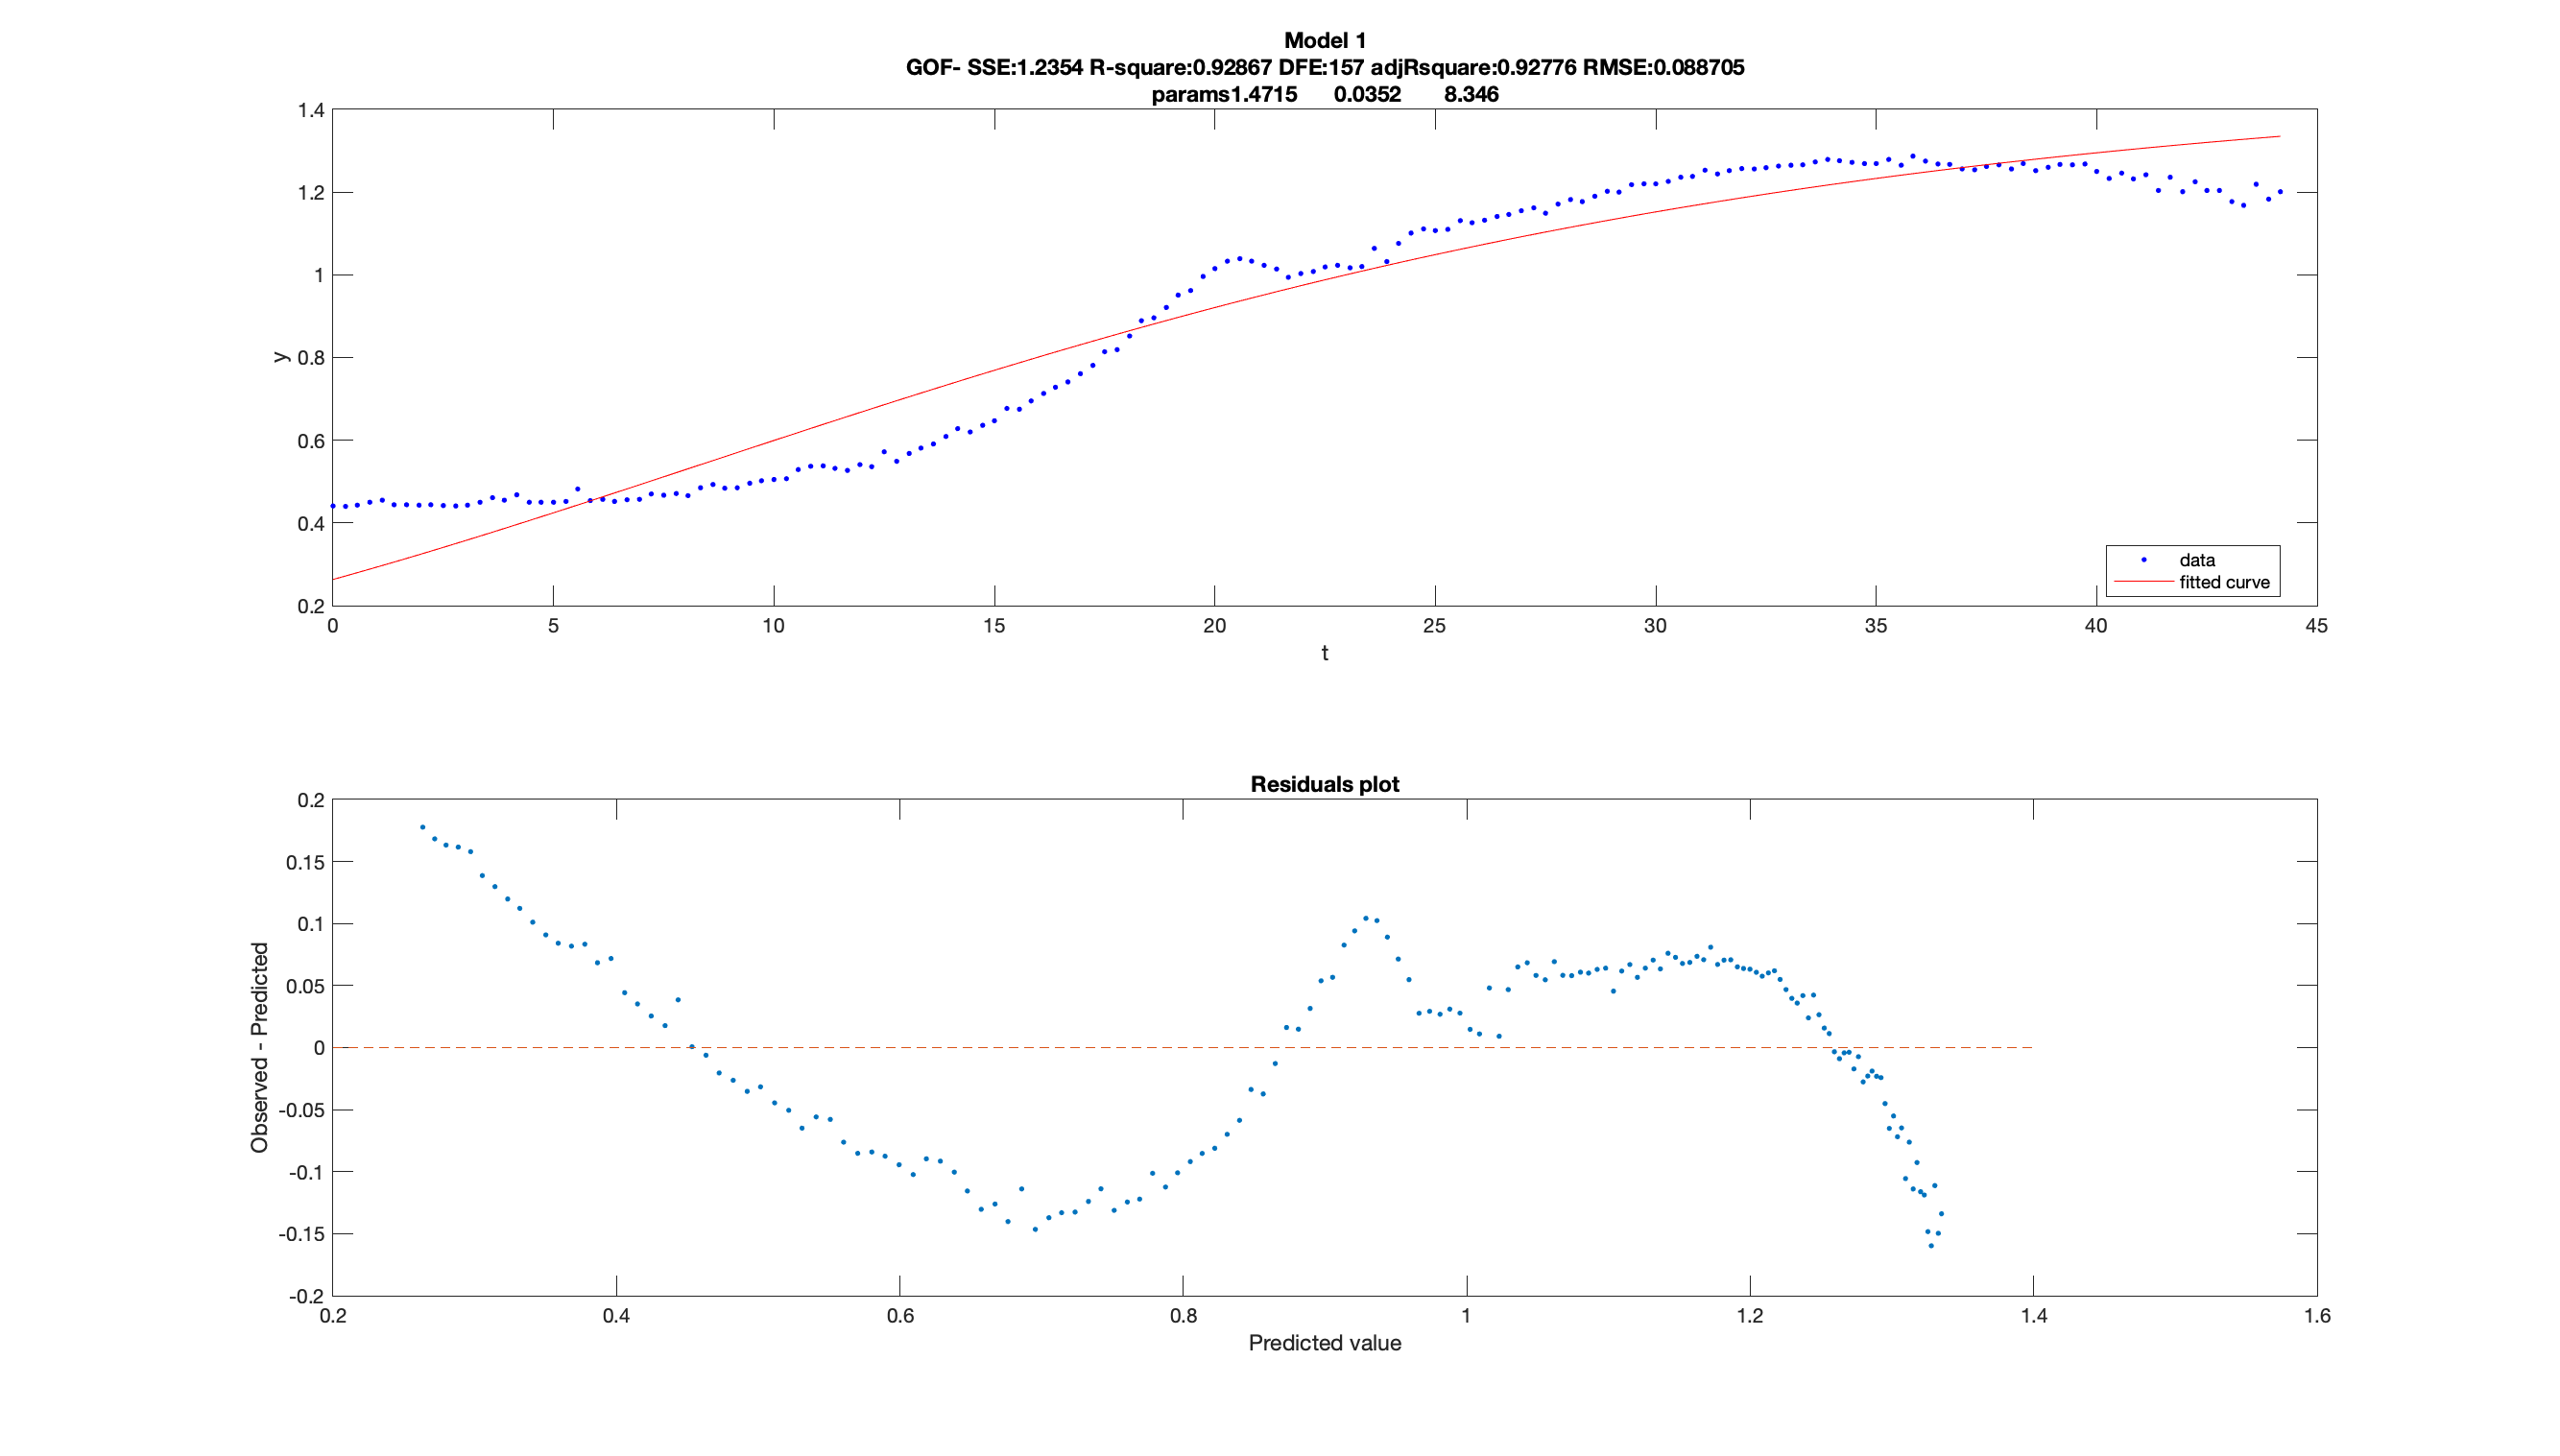 Model 1
GOF- SSE:1.2354 R-square:0.92867 DFE:157 adjRsquare:0.92776 RMSE:0.088705
params1.4715 0.0352 8.346
1.4
1.2
1
0.8
0.6
0.4
0.2
y
0 5 10 15 20 25 30 35 40 45
t
data
fitted curve
Residuals plot
0.2
0.15
0.1
0.05
0
-0.05
-0.1
-0.15
-0.2
Observed - Predicted
0.2 0.4 0.6 0.8 1 1.2 1.4 1.6
Predicted value